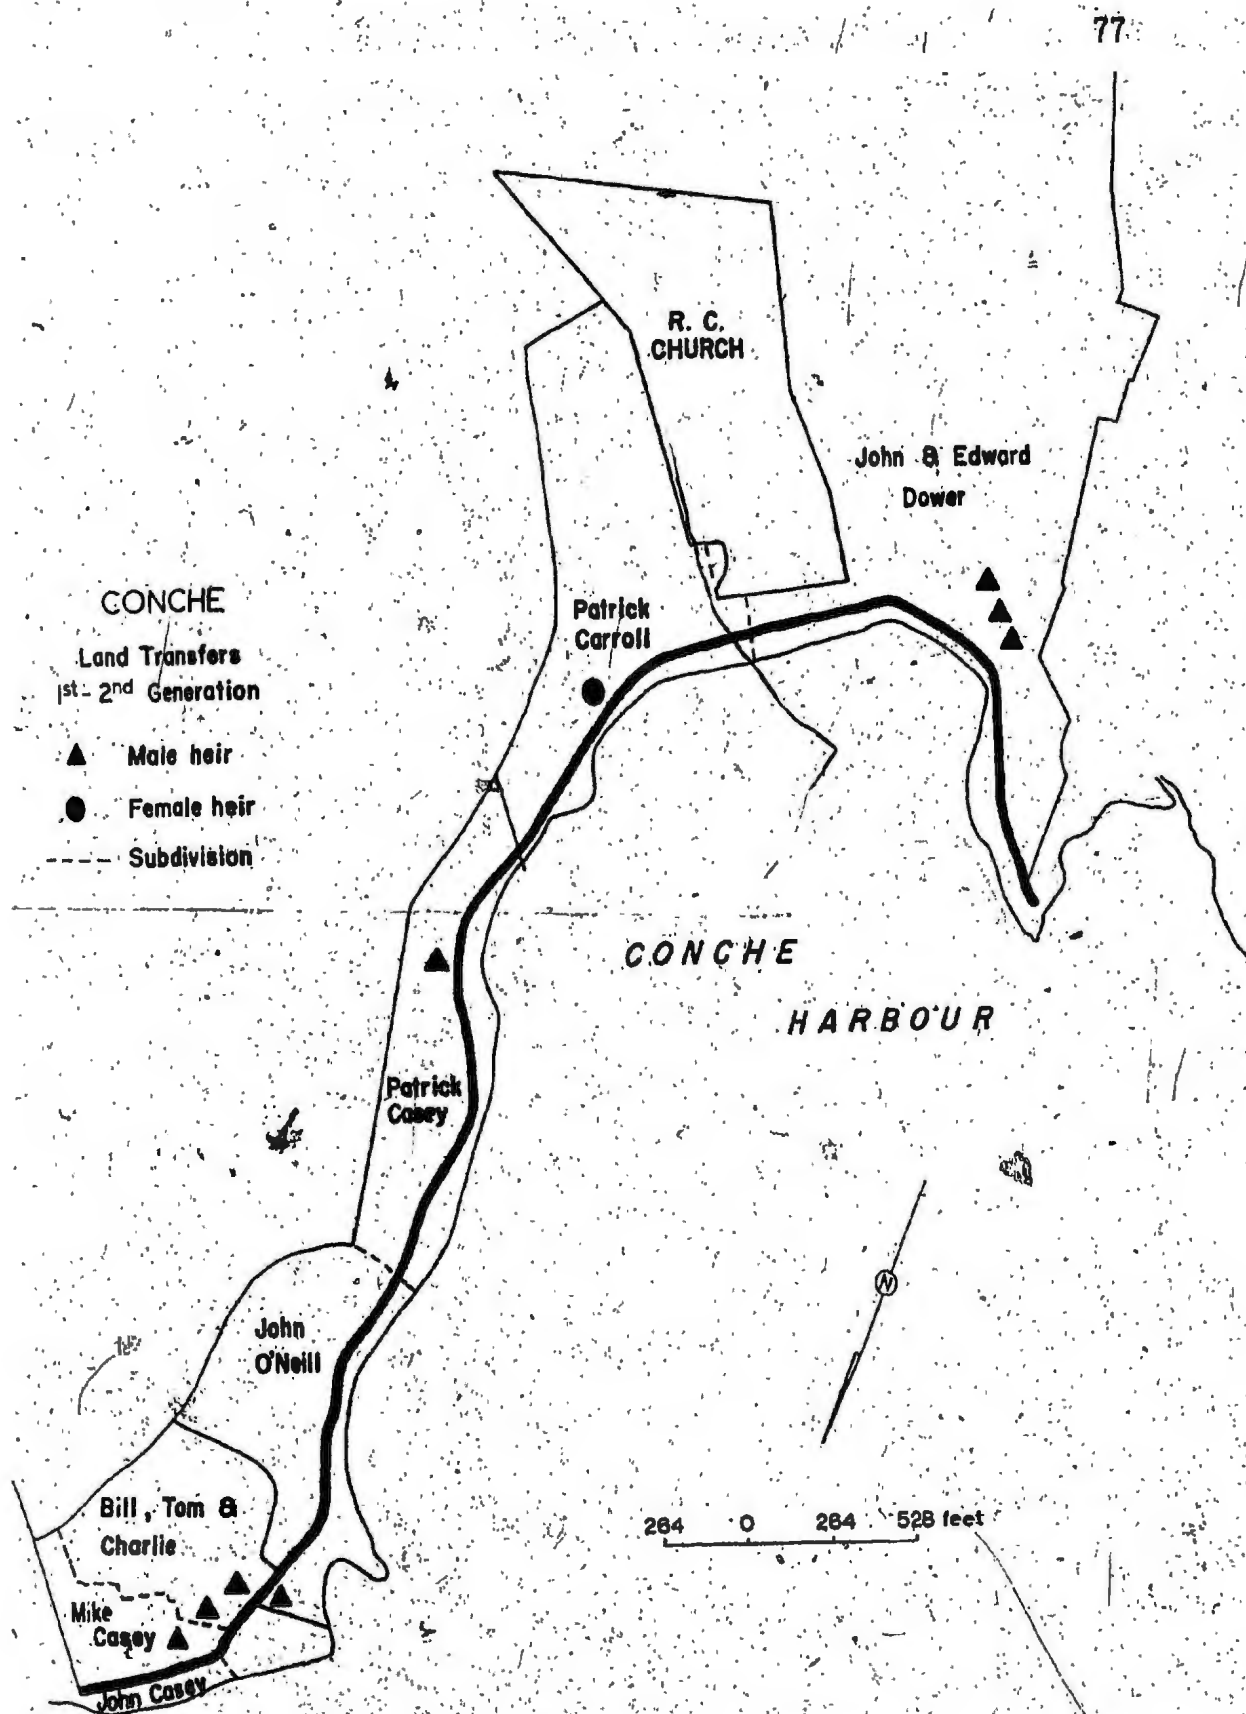 77
R. C.
CHURCH
John & Edward
Dower
CONCHE
Land Transfers
1st - 2nd Generation
Male heir
Female heir
Subdivision
Patrick
Carroll
CONCHE
HARBOUR
Patrick
Casey
N
John
O'Neill
Bill, Tom &
Charlie
264 0 264 528 feet
Mike
Casey
John Casey